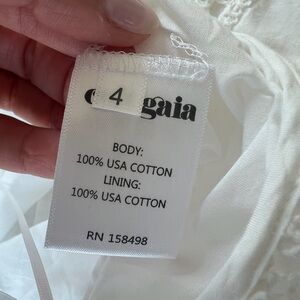 4
gaia
BODY:
100% USA COTTON
LINING:
100% USA COTTON
RN 158498